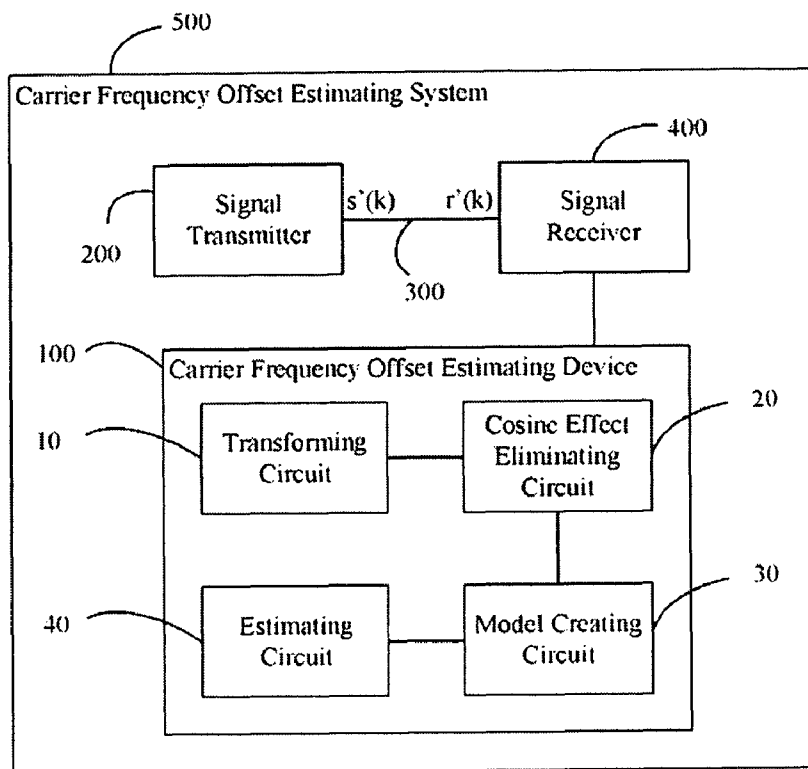 500
Carrier Frequency Offset Estimating System
400
Signal
Transmitter
s`(k)
r'(k)
Signal
Receiver
200
300
100
Carrier Frequency Offset Estimating Device
20
10
Transforming
Circuit
Cosine Effect
Eliminating
Circuit
30
40
Estimating
Circuit
Model Creating
Circuit